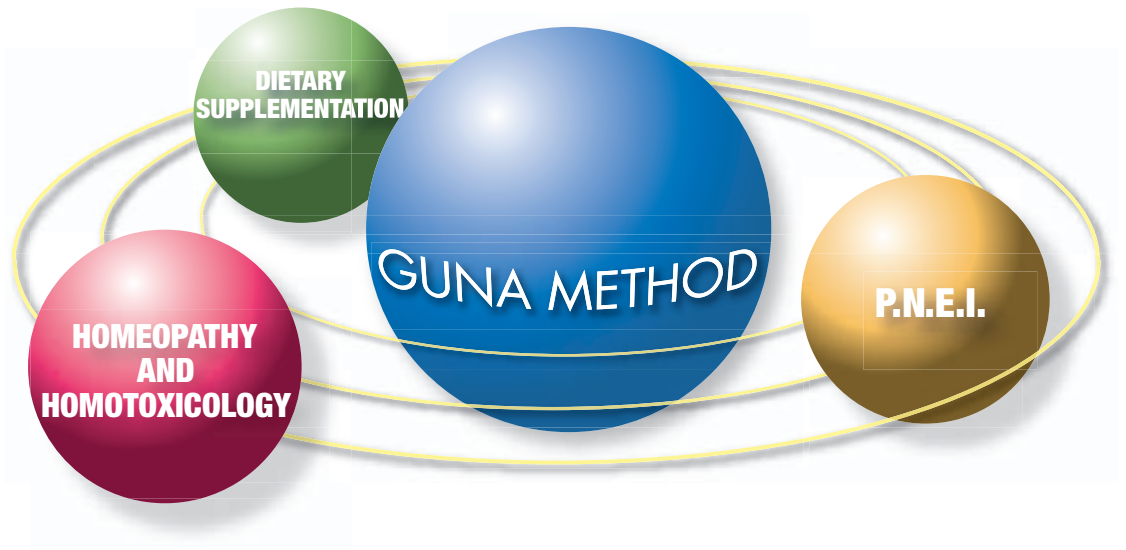 DIETARY
SUPPLEMENTATION
GUNA METHOD
P.N.E.I.
HOMEOPATHY
AND
HOMOTOXICOLOGY